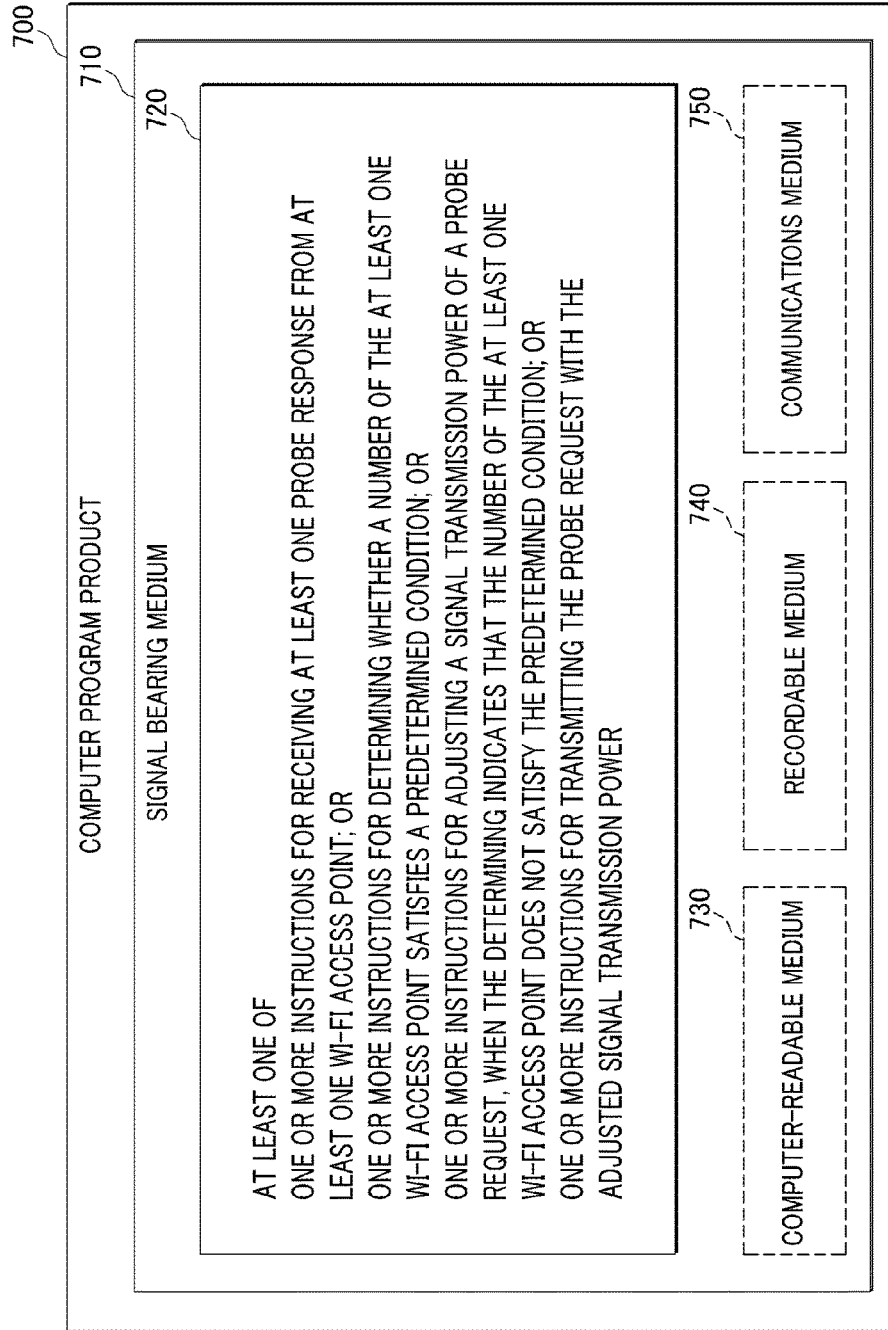 700
COMPUTER PROGRAM PRODUCT
710
SIGNAL BEARING MEDIUM
720
AT LEAST ONE OF
ONE OR MORE INSTRUCTIONS FOR RECEIVING AT LEAST ONE PROBE RESPONSE FROM AT
LEAST ONE WI-FI ACCESS POINT; OR
ONE OR MORE INSTRUCTIONS FOR DETERMINING WHETHER A NUMBER OF THE AT LEAST ONE
WI-FI ACCESS POINT SATISFIES A PREDETERMINED CONDITION; OR
ONE OR MORE INSTRUCTIONS FOR ADJUSTING A SIGNAL TRANSMISSION POWER OF A PROBE
REQUEST, WHEN THE DETERMINING INDICATES THAT THE NUMBER OF THE AT LEAST ONE
WI-FI ACCESS POINT DOES NOT SATISFY THE PREDETERMINED CONDITION; OR
ONE OR MORE INSTRUCTIONS FOR TRANSMITTING THE PROBE REQUEST WITH THE
ADJUSTED SIGNAL TRANSMISSION POWER
730
COMPUTER-READABLE MEDIUM
740
RECORDABLE MEDIUM
750
COMMUNICATIONS MEDIUM